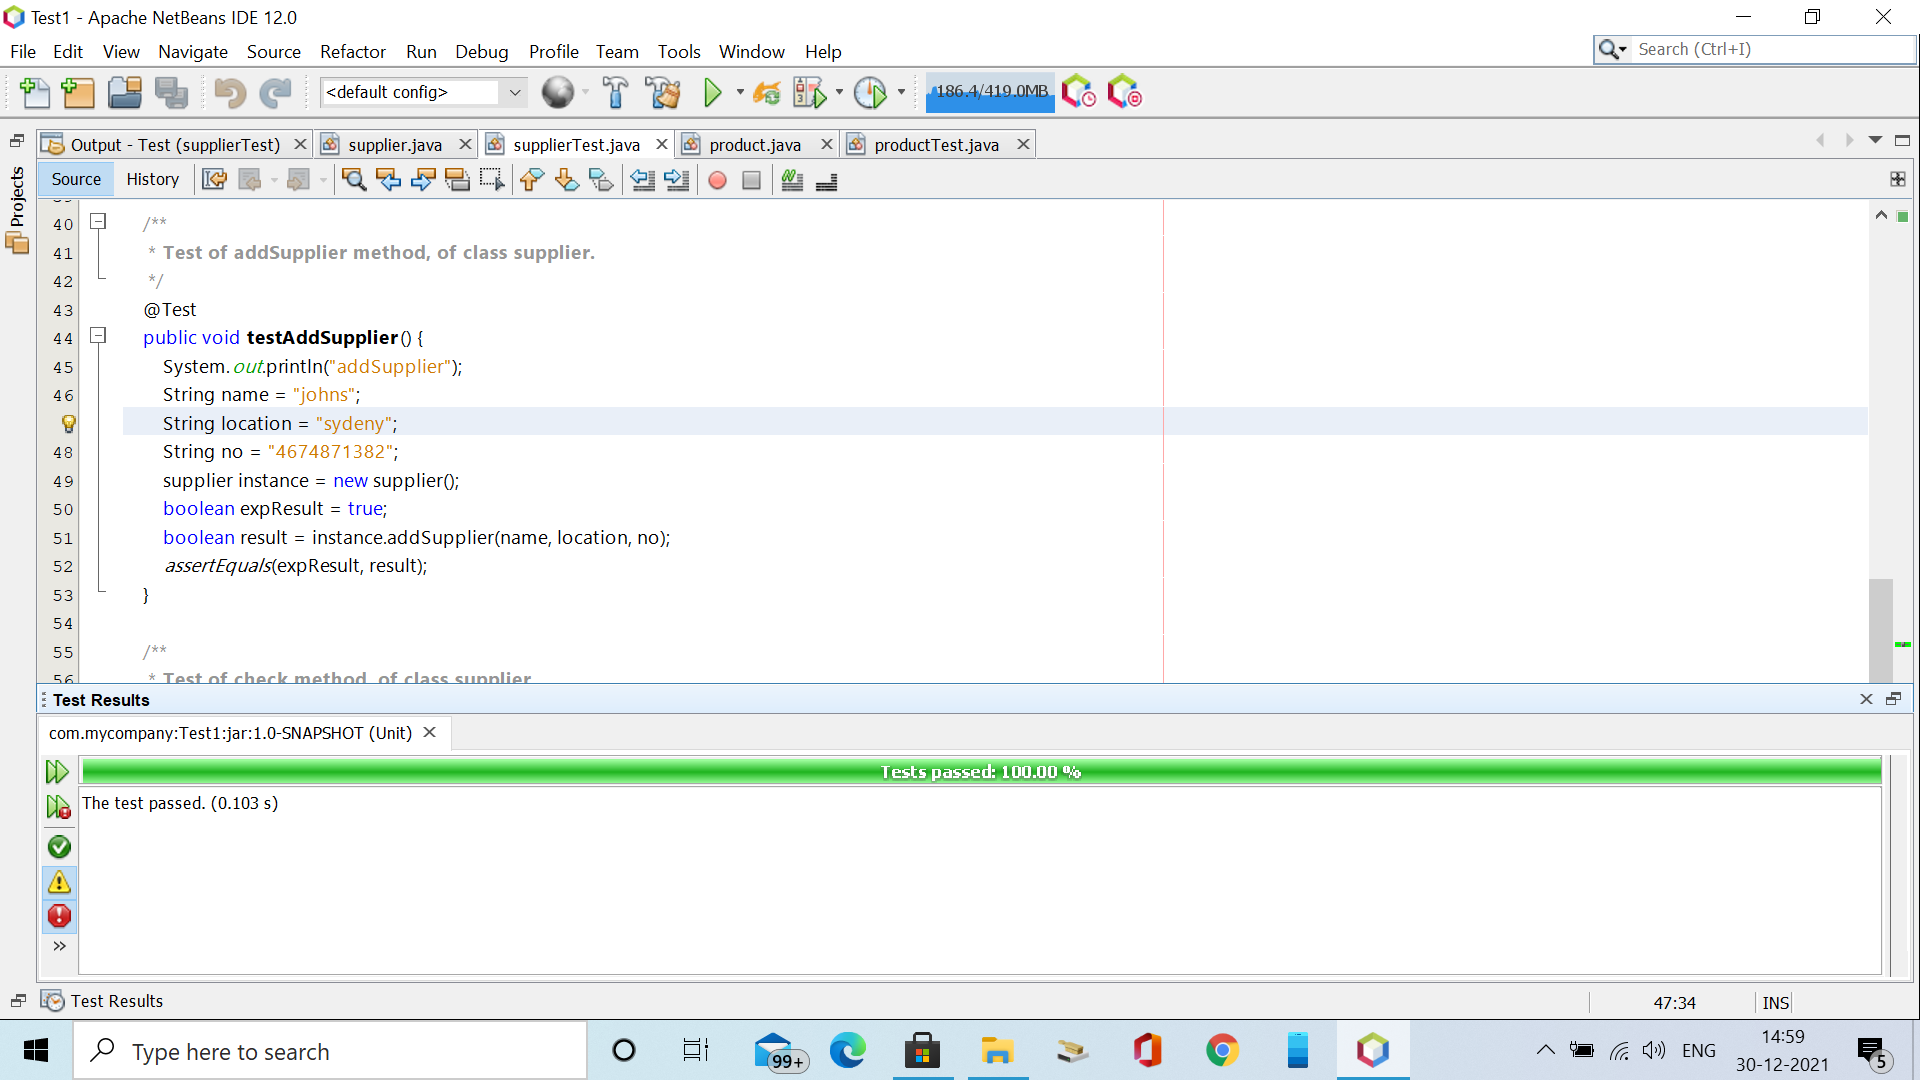 Test1 - Apache NetBeans IDE 12.0
File Edit View Navigate Source Refactor Run Debug Profile Team Tools Window Help
Search (Ctrl+I)
<default config>
186.4/419.0MB
Output - Test (supplierTest) supplier.java supplierTest.java product.java productTest.java
Projects
Source History
40 /**
41 * Test of addSupplier method, of class supplier.
42 */
43 @Test
44 public void testAddSupplier() {
45 System.out.println("addSupplier");
46 String name = "johns";
String location = "sydeny";
48 String no = "4674871382";
49 supplier instance = new supplier();
50 boolean expResult = true;
51 boolean result = instance.addSupplier(name, location, no);
52 assertEquals(expResult, result);
53 }
54
55 /**
56 * Test of check method, of class supplier
Test Results
com.mycompany:Test1:jar:1.0-SNAPSHOT (Unit)
Tests passed: 100.00 %
The test passed. (0.103 s)
Test Results
47:34 INS
Type here to search
99+
ENG
14:59
30-12-2021
5